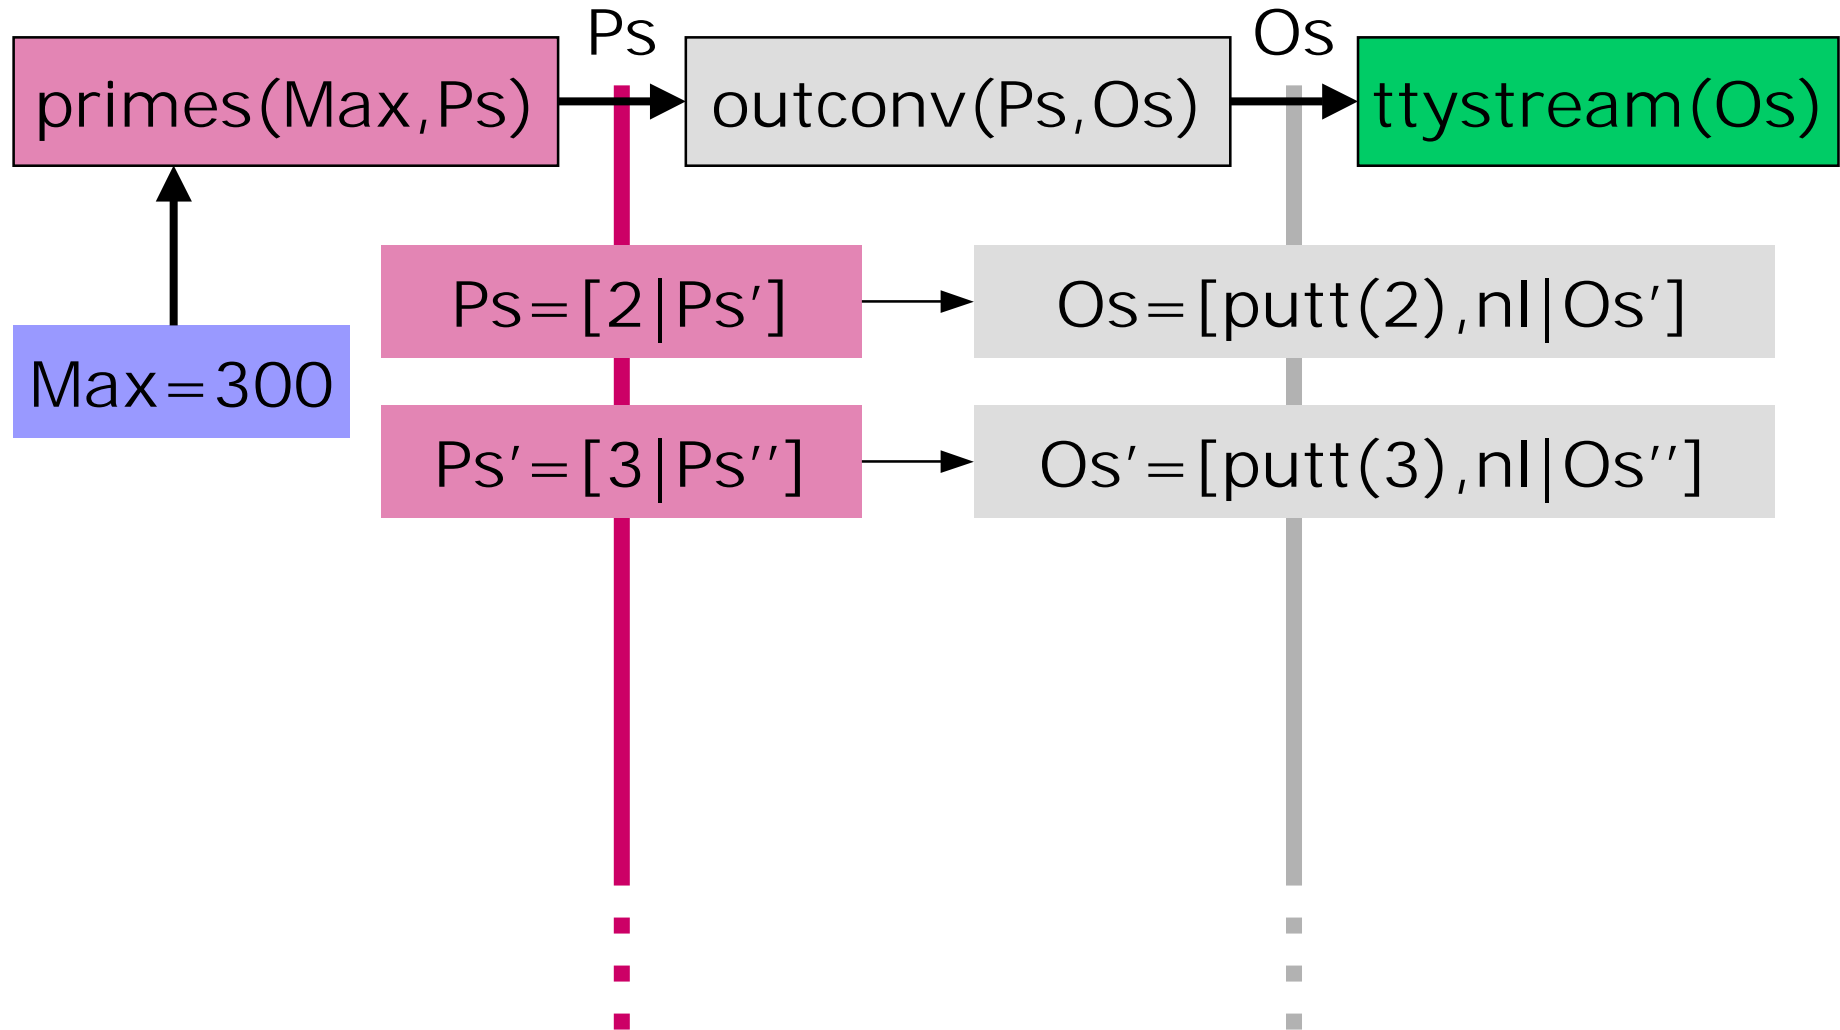 Ps
Os
primes(Max,Ps)
outconv(Ps,Os)
ttystream(Os)
Ps=[2|Ps']
Os=[putt(2),nl|Os']
Max=300
Ps'=[3|Ps'']
Os'=[putt(3),nl|Os'']